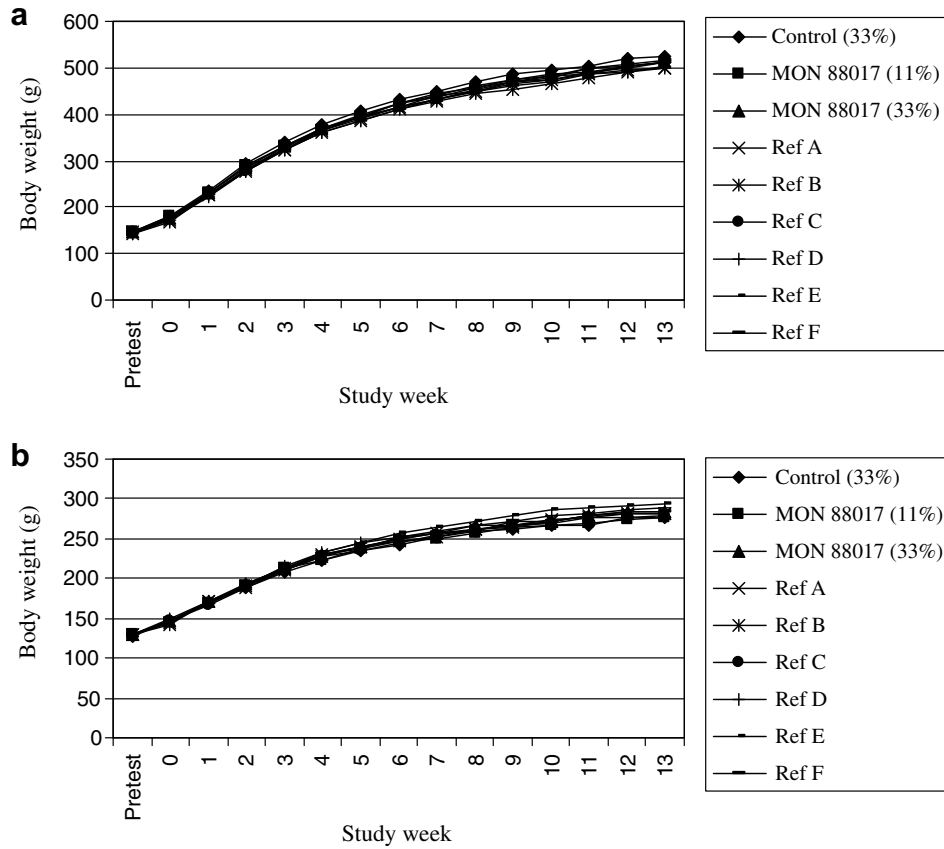 a
600
500
400
300
200
100
0
Body weight (g)
Pretest 0 1 2 3 4 5 6 7 8 9 10 11 12 13
Study week
Control (33%)
MON 88017 (11%)
MON 88017 (33%)
Ref A
Ref B
Ref C
Ref D
Ref E
Ref F
b
350
300
250
200
150
100
50
0
Body weight (g)
Pretest 0 1 2 3 4 5 6 7 8 9 10 11 12 13
Study week
Control (33%)
MON 88017 (11%)
MON 88017 (33%)
Ref A
Ref B
Ref C
Ref D
Ref E
Ref F